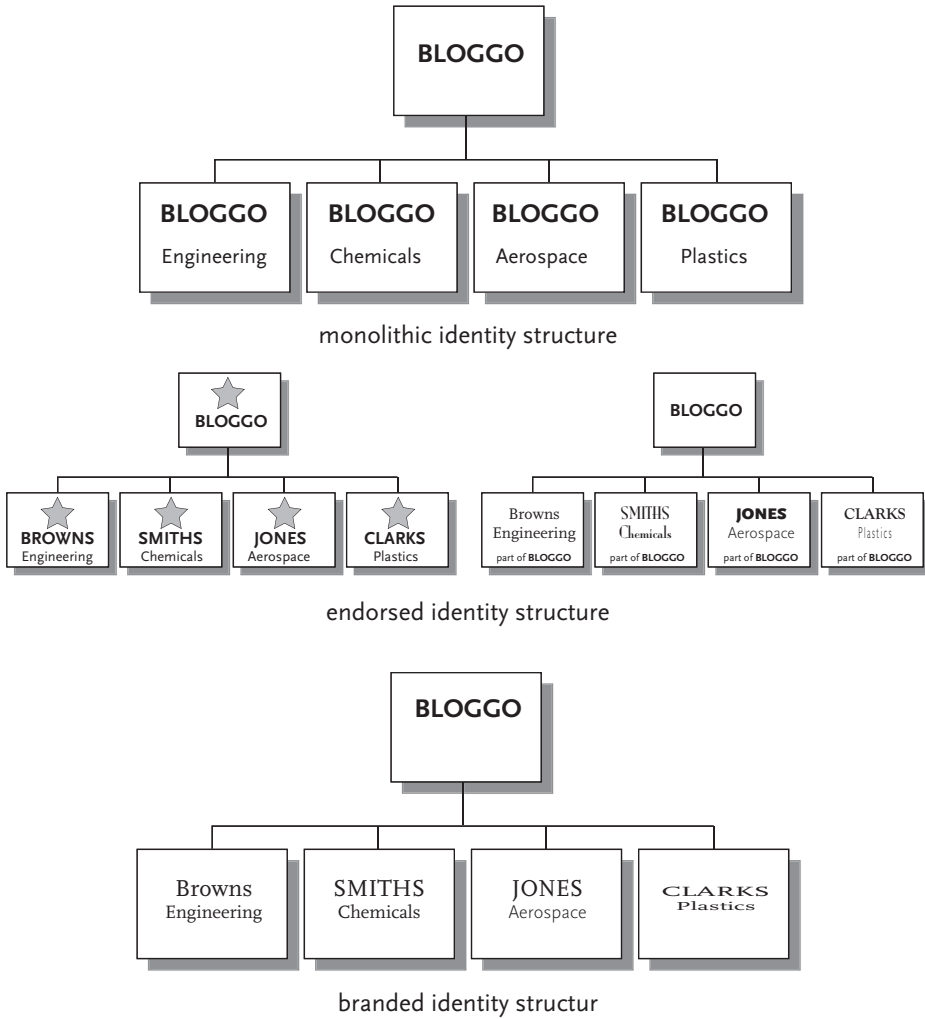 BLOGGO
BLOGGO
Engineering
BLOGGO
Chemicals
BLOGGO
Aerospace
BLOGGO
Plastics
monolithic identity structure
BLOGGO
BROWNS
Engineering
SMITHS
Chemicals
JONES
Aerospace
CLARKS
Plastics
BLOGGO
Browns
Engineering
part of BLOGGO
SMITHS
Chemicals
part of BLOGGO
JONES
Aerospace
part of BLOGGO
CLARKS
Plastics
part of BLOGGO
endorsed identity structure
BLOGGO
Browns
Engineering
SMITHS
Chemicals
JONES
Aerospace
CLARKS
Plastics
branded identity structur